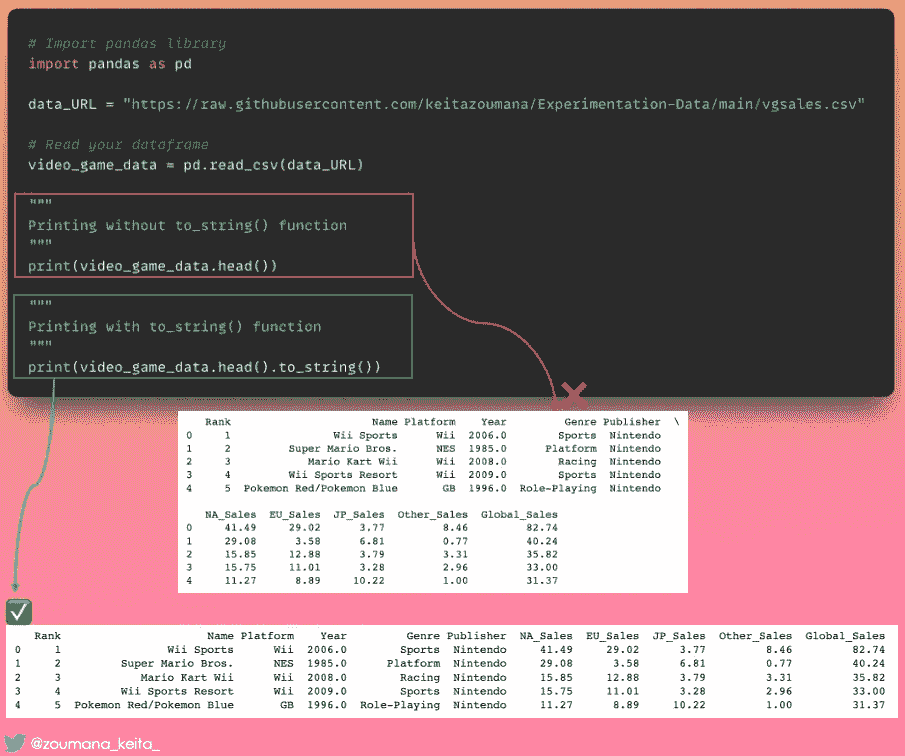 # Import pandas library
import pandas as pd
data_URL = "https://raw.githubusercontent.com/keitazoumana/Experimentation-Data/main/vgsales.csv"
# Read your dataframe
video_game_data = pd.read_csv(data_URL)
"""
Printing without to_string() function
"""
print(video_game_data.head())
"""
Printing with to_string() function
"""
print(video_game_data.head().to_string())
Rank Name Platform Year Genre Publisher \
0 1 Wii Sports Wii 2006.0 Sports Nintendo
1 2 Super Mario Bros. NES 1985.0 Platform Nintendo
2 3 Mario Kart Wii Wii 2008.0 Racing Nintendo
3 4 Wii Sports Resort Wii 2009.0 Sports Nintendo
4 5 Pokemon Red/Pokemon Blue GB 1996.0 Role-Playing Nintendo
NA_Sales EU_Sales JP_Sales Other_Sales Global_Sales
0 41.49 29.02 3.77 8.46 82.74
1 29.08 3.58 6.81 0.77 40.24
2 15.85 12.88 3.79 3.31 35.82
3 15.75 11.01 3.28 2.96 33.00
4 11.27 8.89 10.22 1.00 31.37
Rank Name Platform Year Genre Publisher NA_Sales EU_Sales JP_Sales Other_Sales Global_Sales
0 1 Wii Sports Wii 2006.0 Sports Nintendo 41.49 29.02 3.77 8.46 82.74
1 2 Super Mario Bros. NES 1985.0 Platform Nintendo 29.08 3.58 6.81 0.77 40.24
2 3 Mario Kart Wii Wii 2008.0 Racing Nintendo 15.85 12.88 3.79 3.31 35.82
3 4 Wii Sports Resort Wii 2009.0 Sports Nintendo 15.75 11.01 3.28 2.96 33.00
4 5 Pokemon Red/Pokemon Blue GB 1996.0 Role-Playing Nintendo 11.27 8.89 10.22 1.00 31.37
@zoumana_keita_